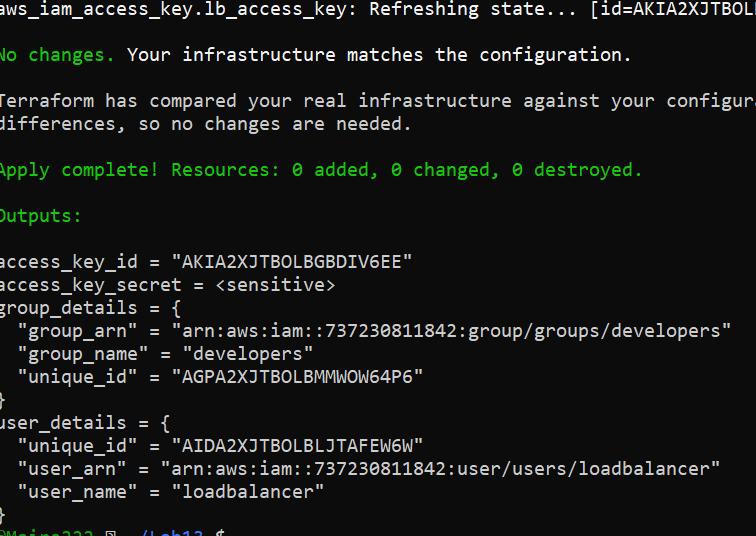 aws_iam_access_key.lb_access_key: Refreshing state... [id=AKIA2XJTBOL
No changes. Your infrastructure matches the configuration.
Terraform has compared your real infrastructure against your
differences, so no changes are needed.
Apply complete! Resources: 0 added, 0 changed, 0 destroyed.
Outputs:
access_key_id = "AKIA2XJTBOLBGBDIV6EE"
access_key_secret = <sensitive>
group_details = {
"group_arn" = "arn:aws:iam::737230811842:group/groups/developers"
"group_name" = "developers"
"unique_id" = "AGPA2XJTBOLBMMWOW64P6"
}
user_details = {
"unique_id" = "AIDA2XJTBOLBLJTAFEW6W"
"user_arn" = "arn:aws:iam::737230811842:user/users/loadbalancer"
"user_name" = "loadbalancer"
}